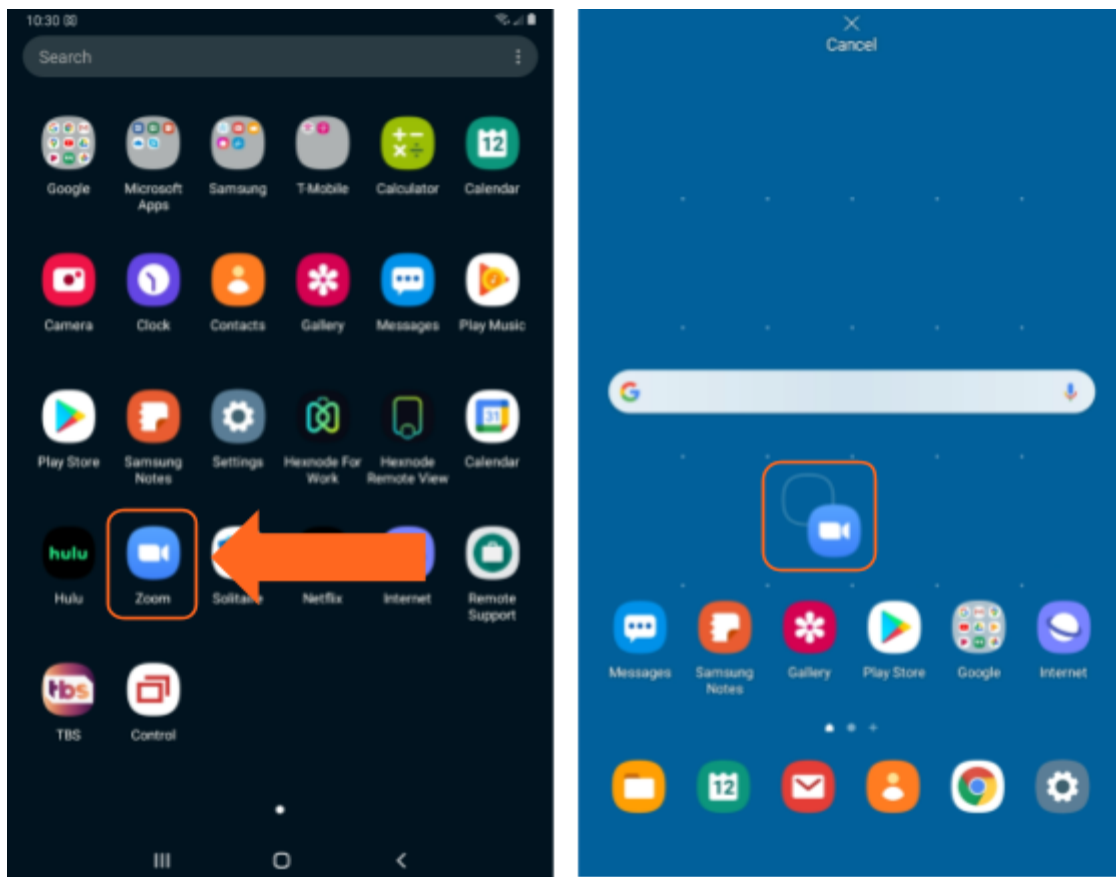 10:30
Search
Google
Microsoft
Apps
Samsung
T-Mobile
Calculator
Calendar
12
Camera
Clock
Contacts
Gallery
Messages
Play Music
Play Store
Samsung
Notes
Settings
Hexnode For
Work
Hexnode
Remote View
31
Calendar
hulu
Hulu
Zoom
Solitaire
Netflix
Internet
Remote
Support
tbs
TBS
Control
Cancel
G
Messages
Samsung
Notes
Gallery
Play Store
Google
Internet
12